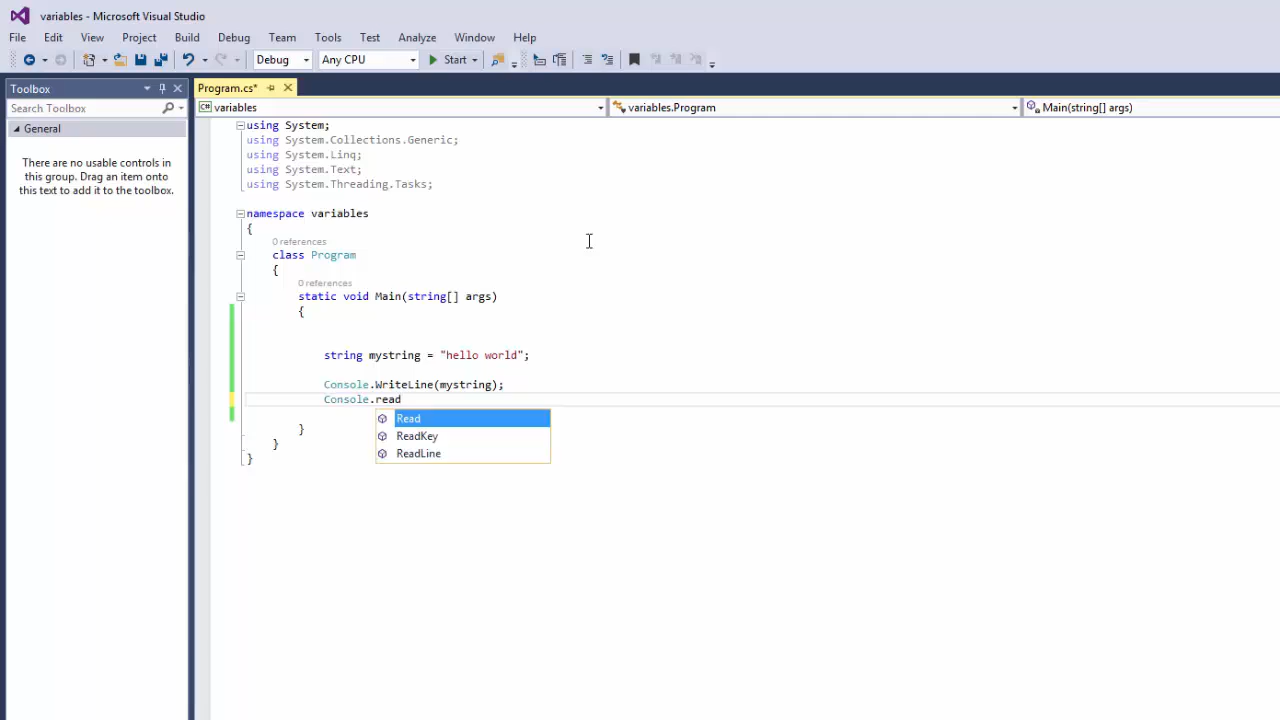 variables - Microsoft Visual Studio
File Edit View Project Build Debug Team Tools Test Analyze Window Help
Debug Any CPU Start
Toolbox Program.cs*
Search Toolbox variables variables.Program Main(string[] args)
General
There are no usable controls in
this group. Drag an item onto
this text to add it to the toolbox.
using System;
using System.Collections.Generic;
using System.Linq;
using System.Text;
using System.Threading.Tasks;
namespace variables
{
0 references
class Program
{
0 references
static void Main(string[] args)
{
string mystring = "hello world";
Console.WriteLine(mystring);
Console.read
Read
ReadKey
ReadLine
}
}
}